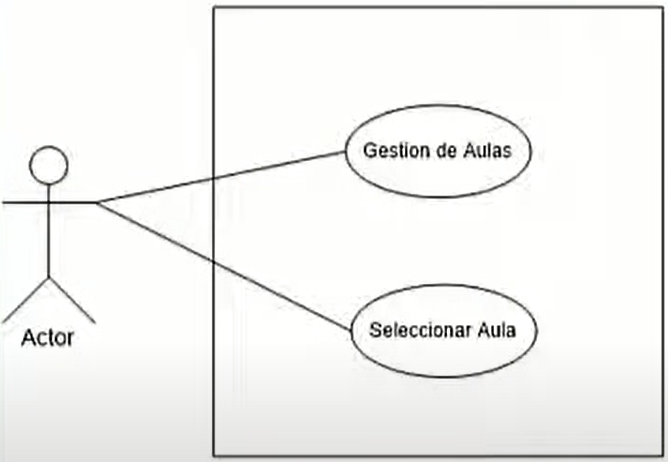 Gestion de Aulas
Seleccionar Aula
Actor